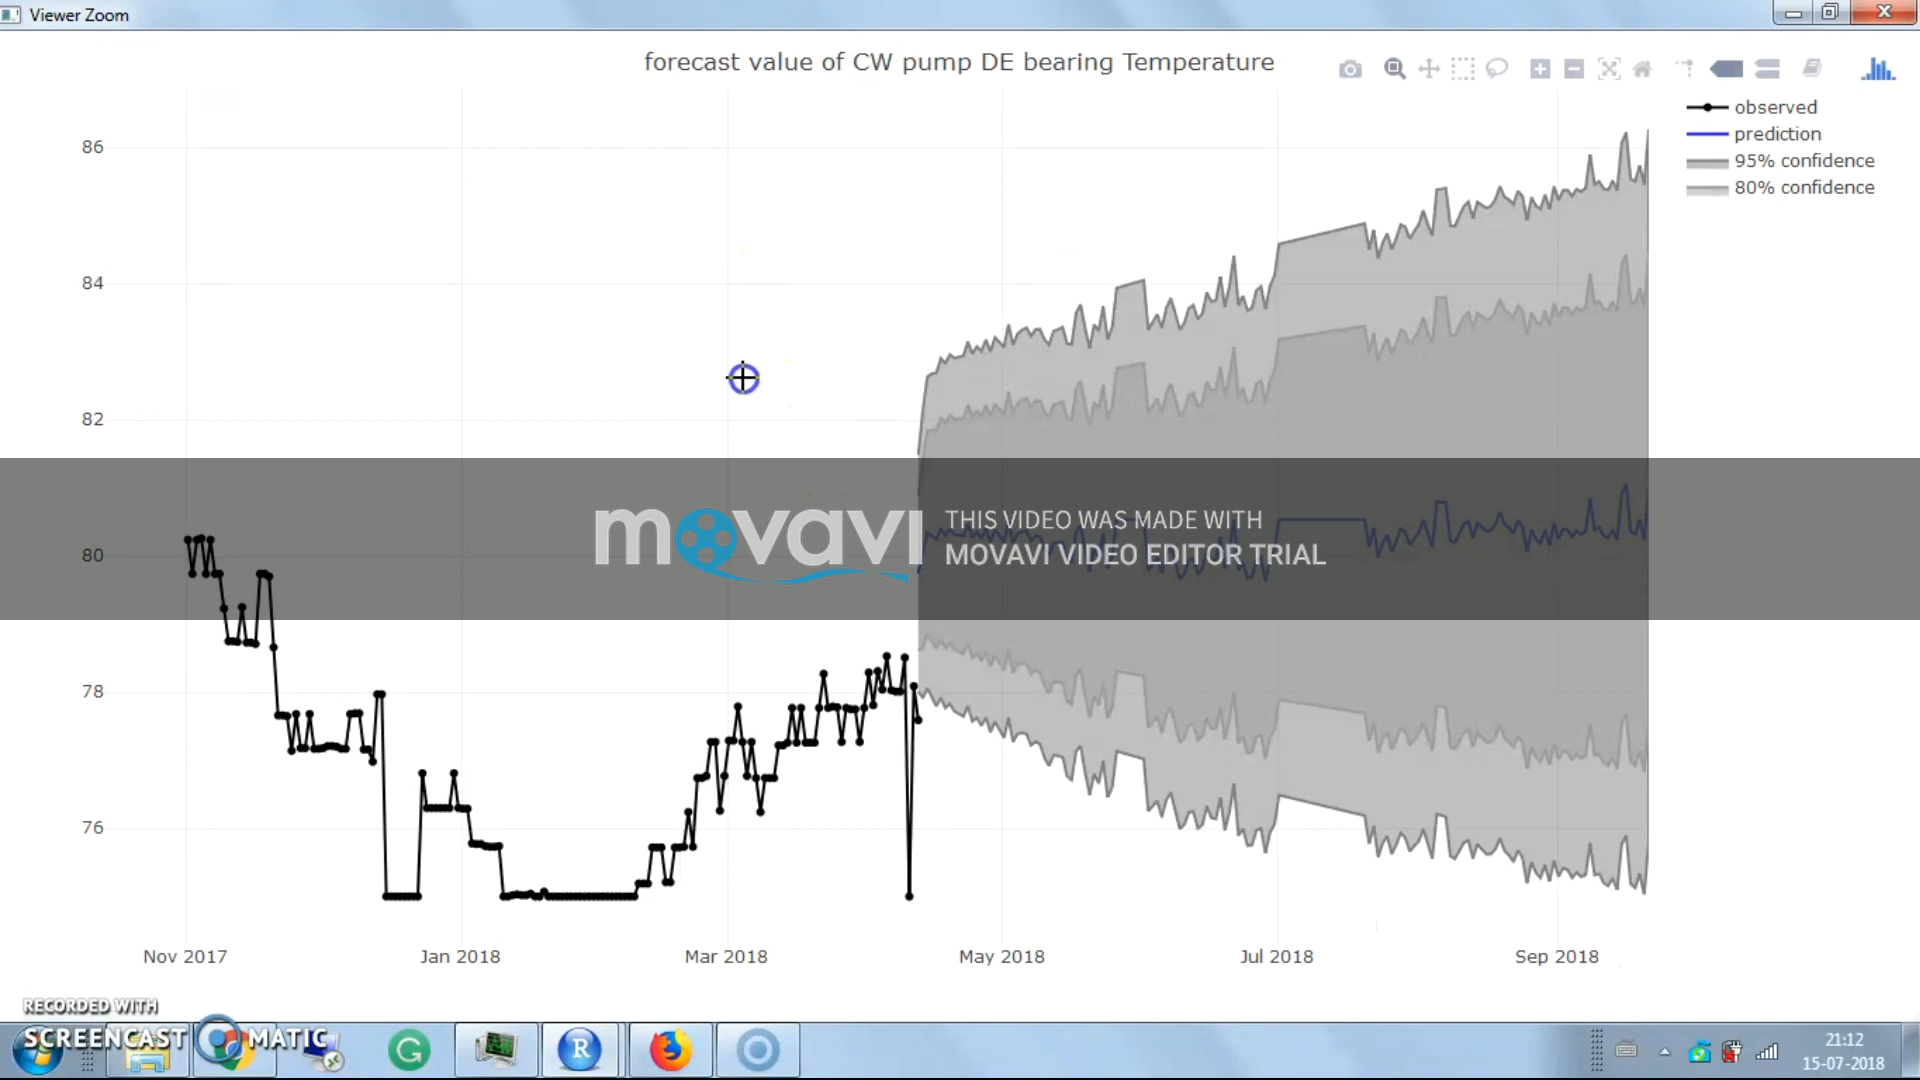 Viewer Zoom
forecast value of CW pump DE bearing Temperature
observed
prediction
95% confidence
80% confidence
86
84
82
80
78
76
movavi
THIS VIDEO WAS MADE WITH
MOVAVI VIDEO EDITOR TRIAL
Nov 2017
Jan 2018
Mar 2018
May 2018
Jul 2018
Sep 2018
RECORDED WITH
SCREENCAST MATIC
G
R
21:12
15-07-2018